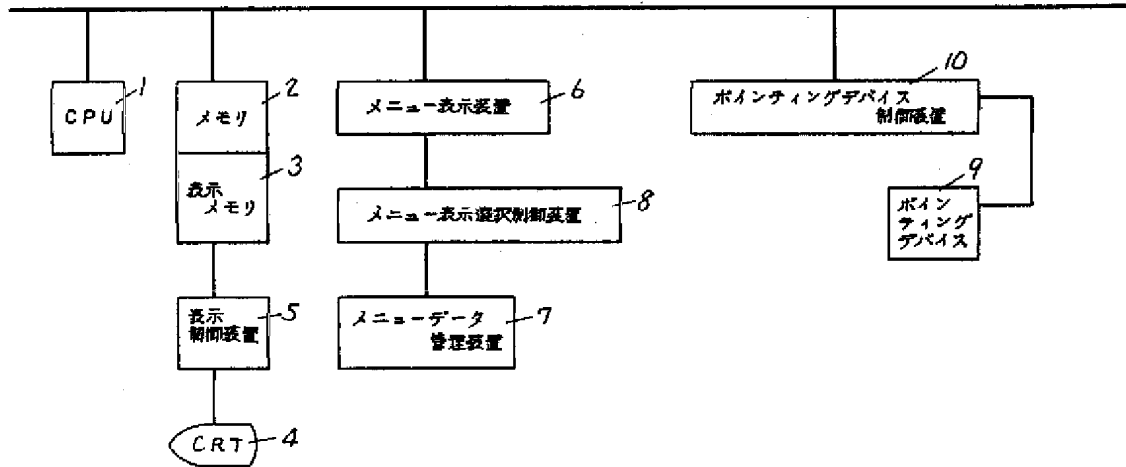 CPU
1
メモリ
2
表示
メモリ
3
表示
制御装置
5
CRT
4
メニュー表示装置
6
メニュー表示選択制御装置
8
メニューデータ
管理装置
7
ポインティングデバイス
制御装置
10
ポイン
ティング
デバイス
9